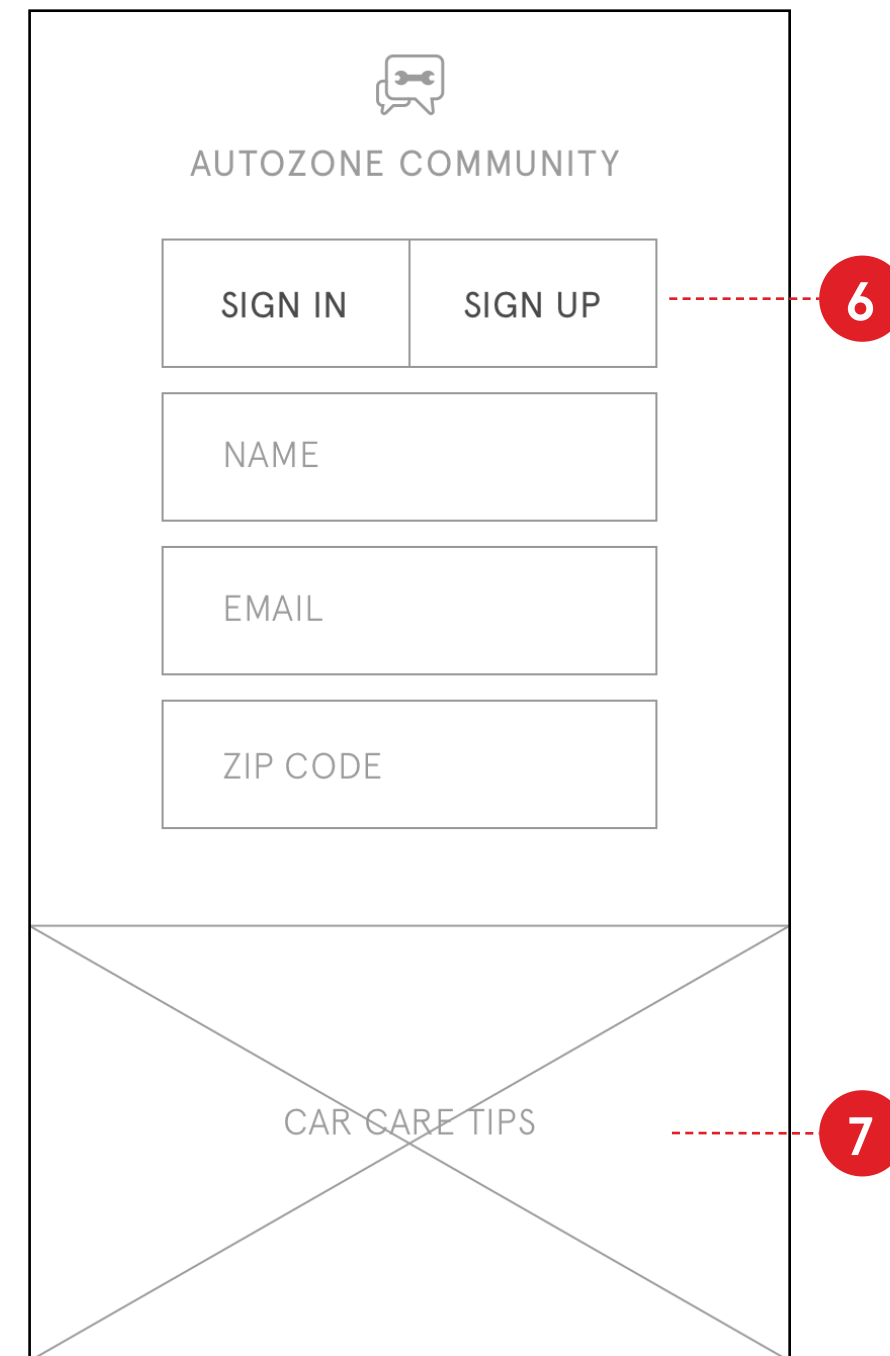 AUTOZONE COMMUNITY
SIGN IN SIGN UP
6
NAME
EMAIL
ZIP CODE
CAR CARE TIPS
7